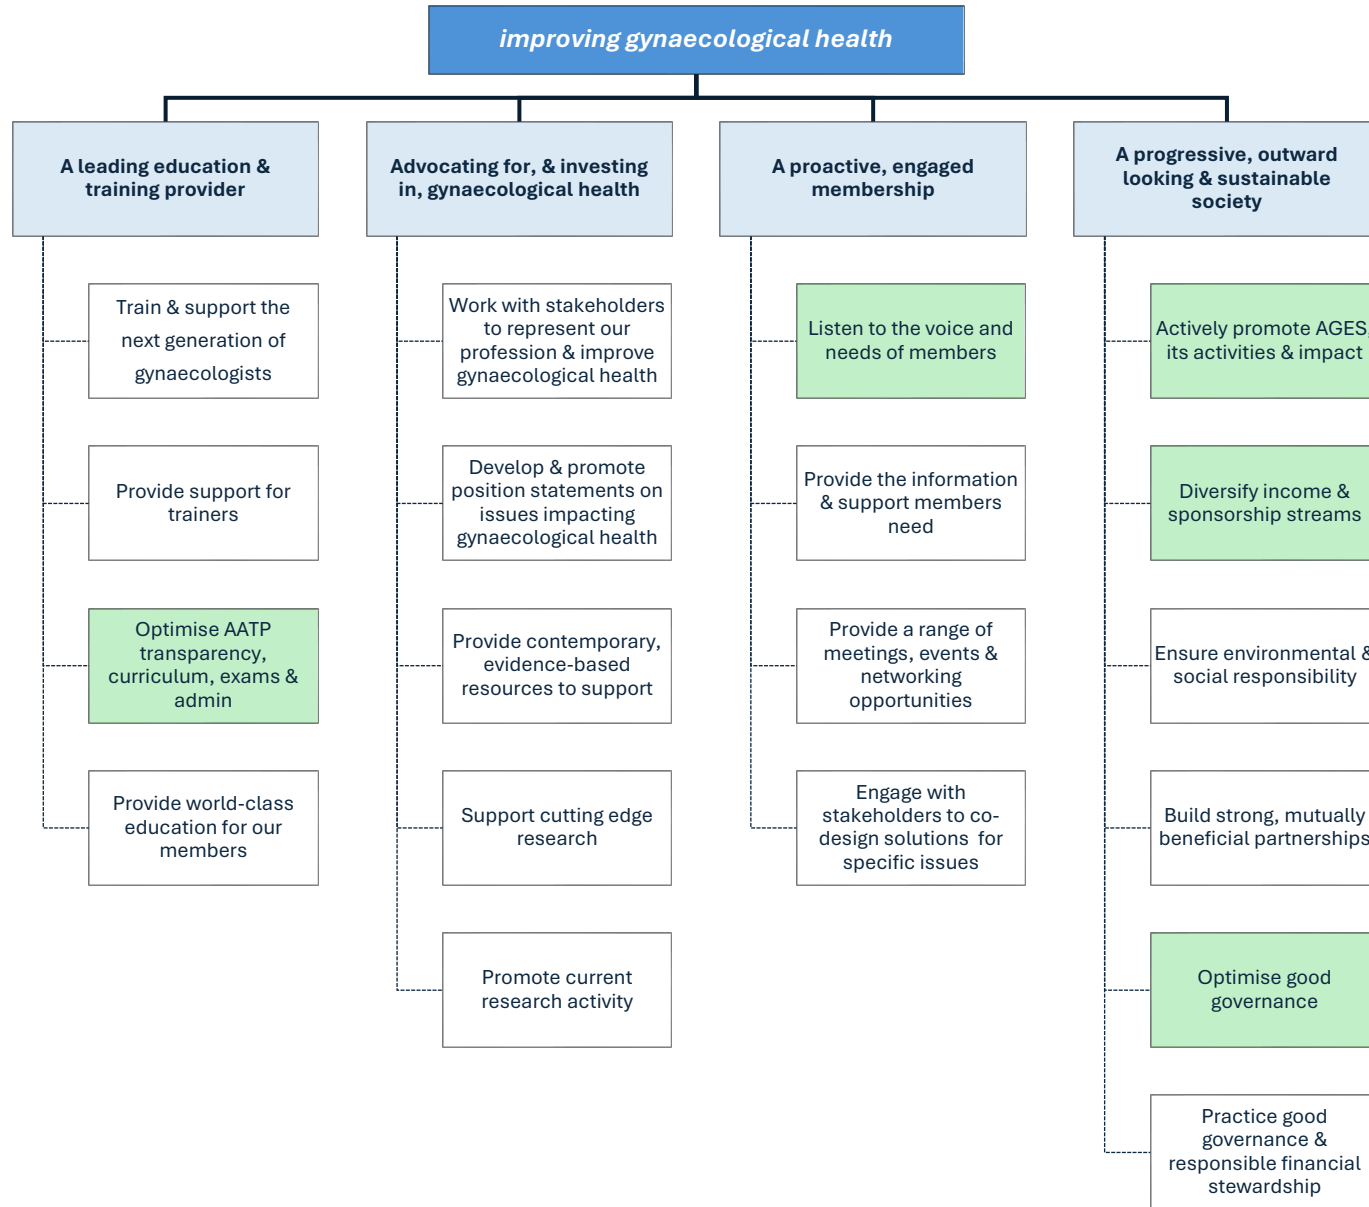 improving gynaecological health
A leading education &
training provider
Train & support the
next generation of
gynaecologists
Provide support for
trainers
Optimise AATP
transparency,
curriculum, exams &
admin
Provide world-class
education for our
members
Advocating for, & investing
in, gynaecological health
Work with stakeholders
to represent our
profession & improve
gynaecological health
Develop & promote
position statements on
issues impacting
gynaecological health
Provide contemporary,
evidence-based
resources to support
Support cutting edge
research
Promote current
research activity
A proactive, engaged
membership
Listen to the voice and
needs of members
Provide the information
& support members
need
Provide a range of
meetings, events &
networking
opportunities
Engage with
stakeholders to co-
design solutions for
specific issues
A progressive, outward
looking & sustainable
society
Actively promote AGES,
its activities & impact
Diversify income &
sponsorship streams
Ensure environmental &
social responsibility
Build strong, mutually
beneficial partnerships
Optimise good
governance
Practice good
governance &
responsible financial
stewardship